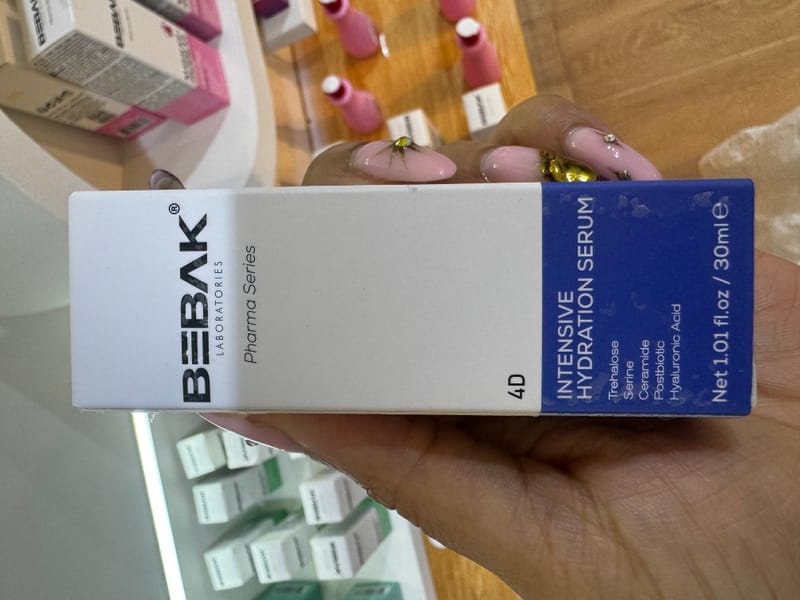 BEBAK®
LABORATORIES
Pharma Series
4D
INTENSIVE
HYDRATION SERUM
Trehalose
Serine
Ceramide
Postbiotic
Hyaluronic Acid
Net 1.01 fl.oz / 30ml ℮
BEBAK